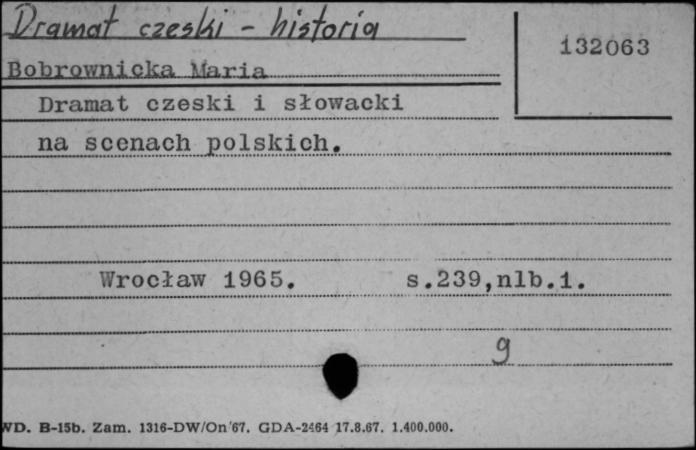 Dramat czeski - historia
132063
Bobrownicka Maria
Dramat czeski i słowacki
na scenach polskich.
Wrocław 1965. s.239,nlb.1.
g
WD. B-15b. Zam. 1316-DW/On/67. GDA-2464 17.8.67. 1.400.000.